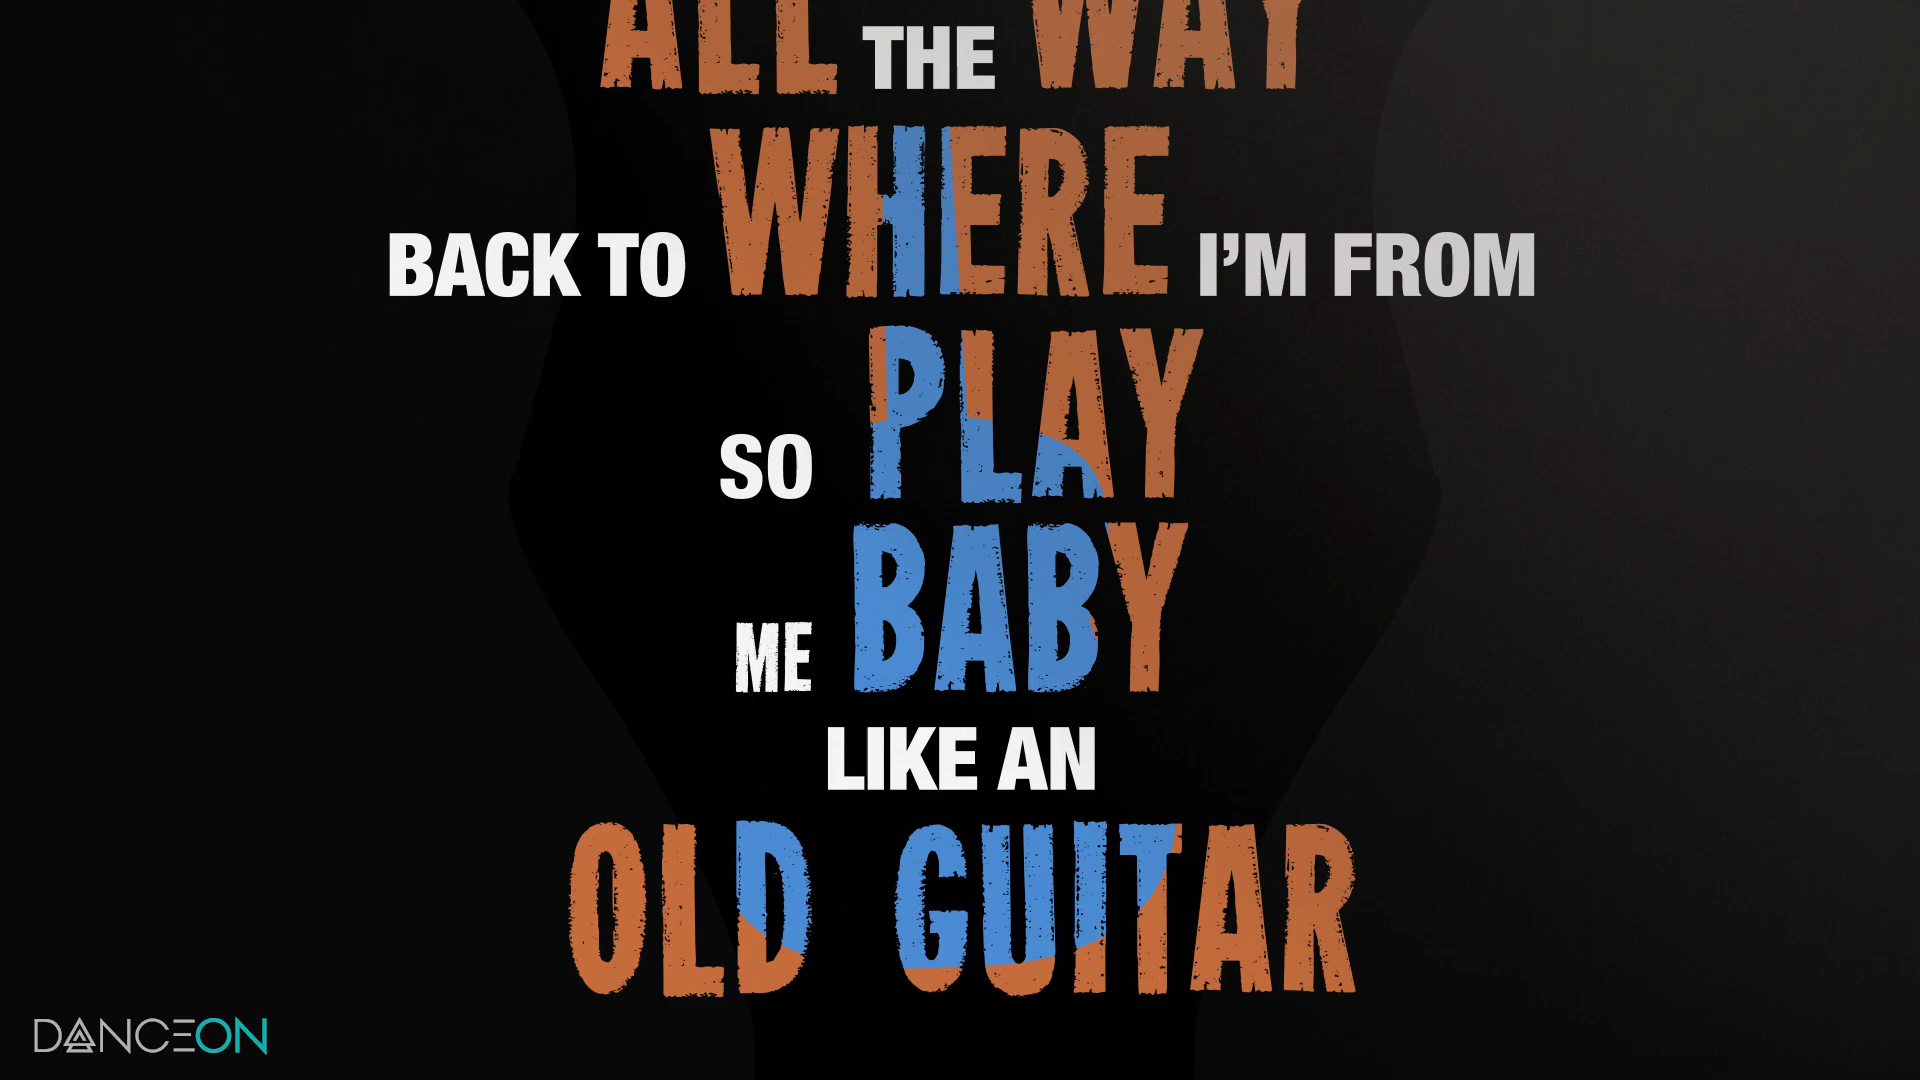 ALL THE WAY
BACK TO WHERE I'M FROM
SO PLAY
ME BABY
LIKE AN
OLD GUITAR
DANCEON